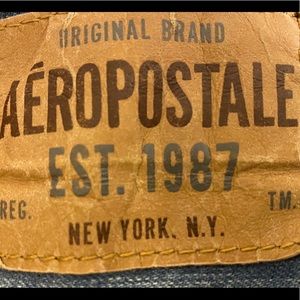 ORIGINAL BRAND
AÉROPOSTALE
EST. 1987
REG. TM.
NEW YORK. N.Y.